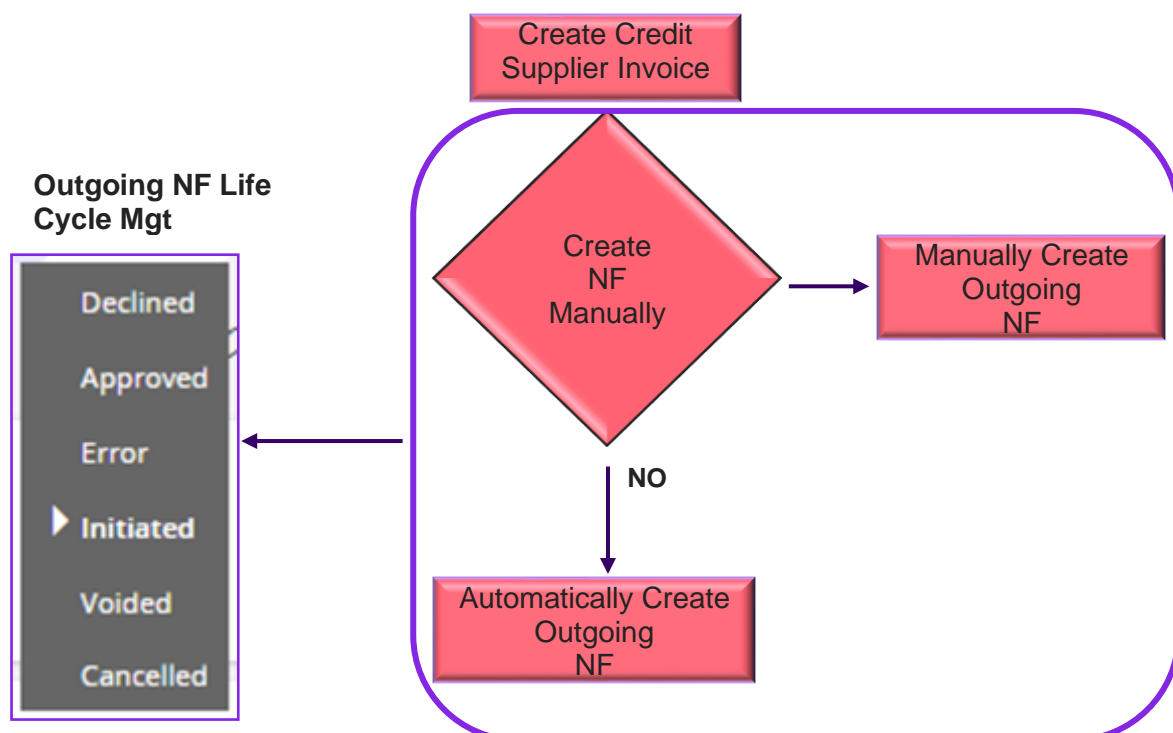 Create Credit
Supplier Invoice
Outgoing NF Life
Cycle Mgt
Declined
Approved
Error
Initiated
Voided
Cancelled
Create
NF
Manually
Manually Create
Outgoing
NF
NO
Automatically Create
Outgoing
NF